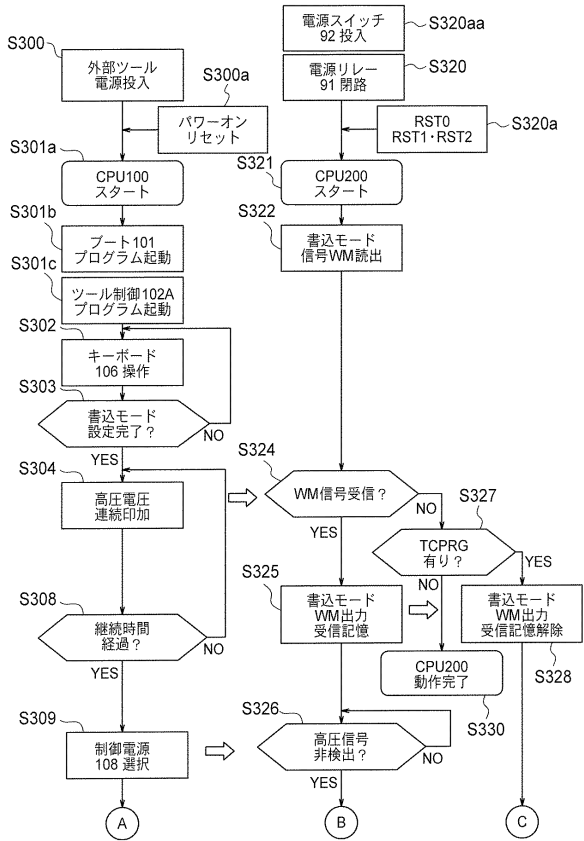 S300
外部ツール
電源投入
S300a
パワーオン
リセット
S301a
CPU100
スタート
S301b
ブート101
プログラム起動
S301c
ツール制御102A
プログラム起動
S302
キーボード
106 操作
S303
書込モード
設定完了？
NO
YES
S304
高圧電圧
連続印加
S308
継続時間
経過？
NO
YES
S309
制御電源
108 選択
A
電源スイッチ
92 投入
S320aa
電源リレー
91 閉路
S320
RST0
RST1・RST2
S320a
S321
CPU200
スタート
S322
書込モード
信号WM読出
S324
WM信号受信？
NO
YES
S327
TCPRG
有り？
YES
NO
S325
書込モード
WM出力
受信記憶
書込モード
WM出力
受信記憶解除
S328
CPU200
動作完了
S330
S326
高圧信号
非検出？
NO
YES
B
C